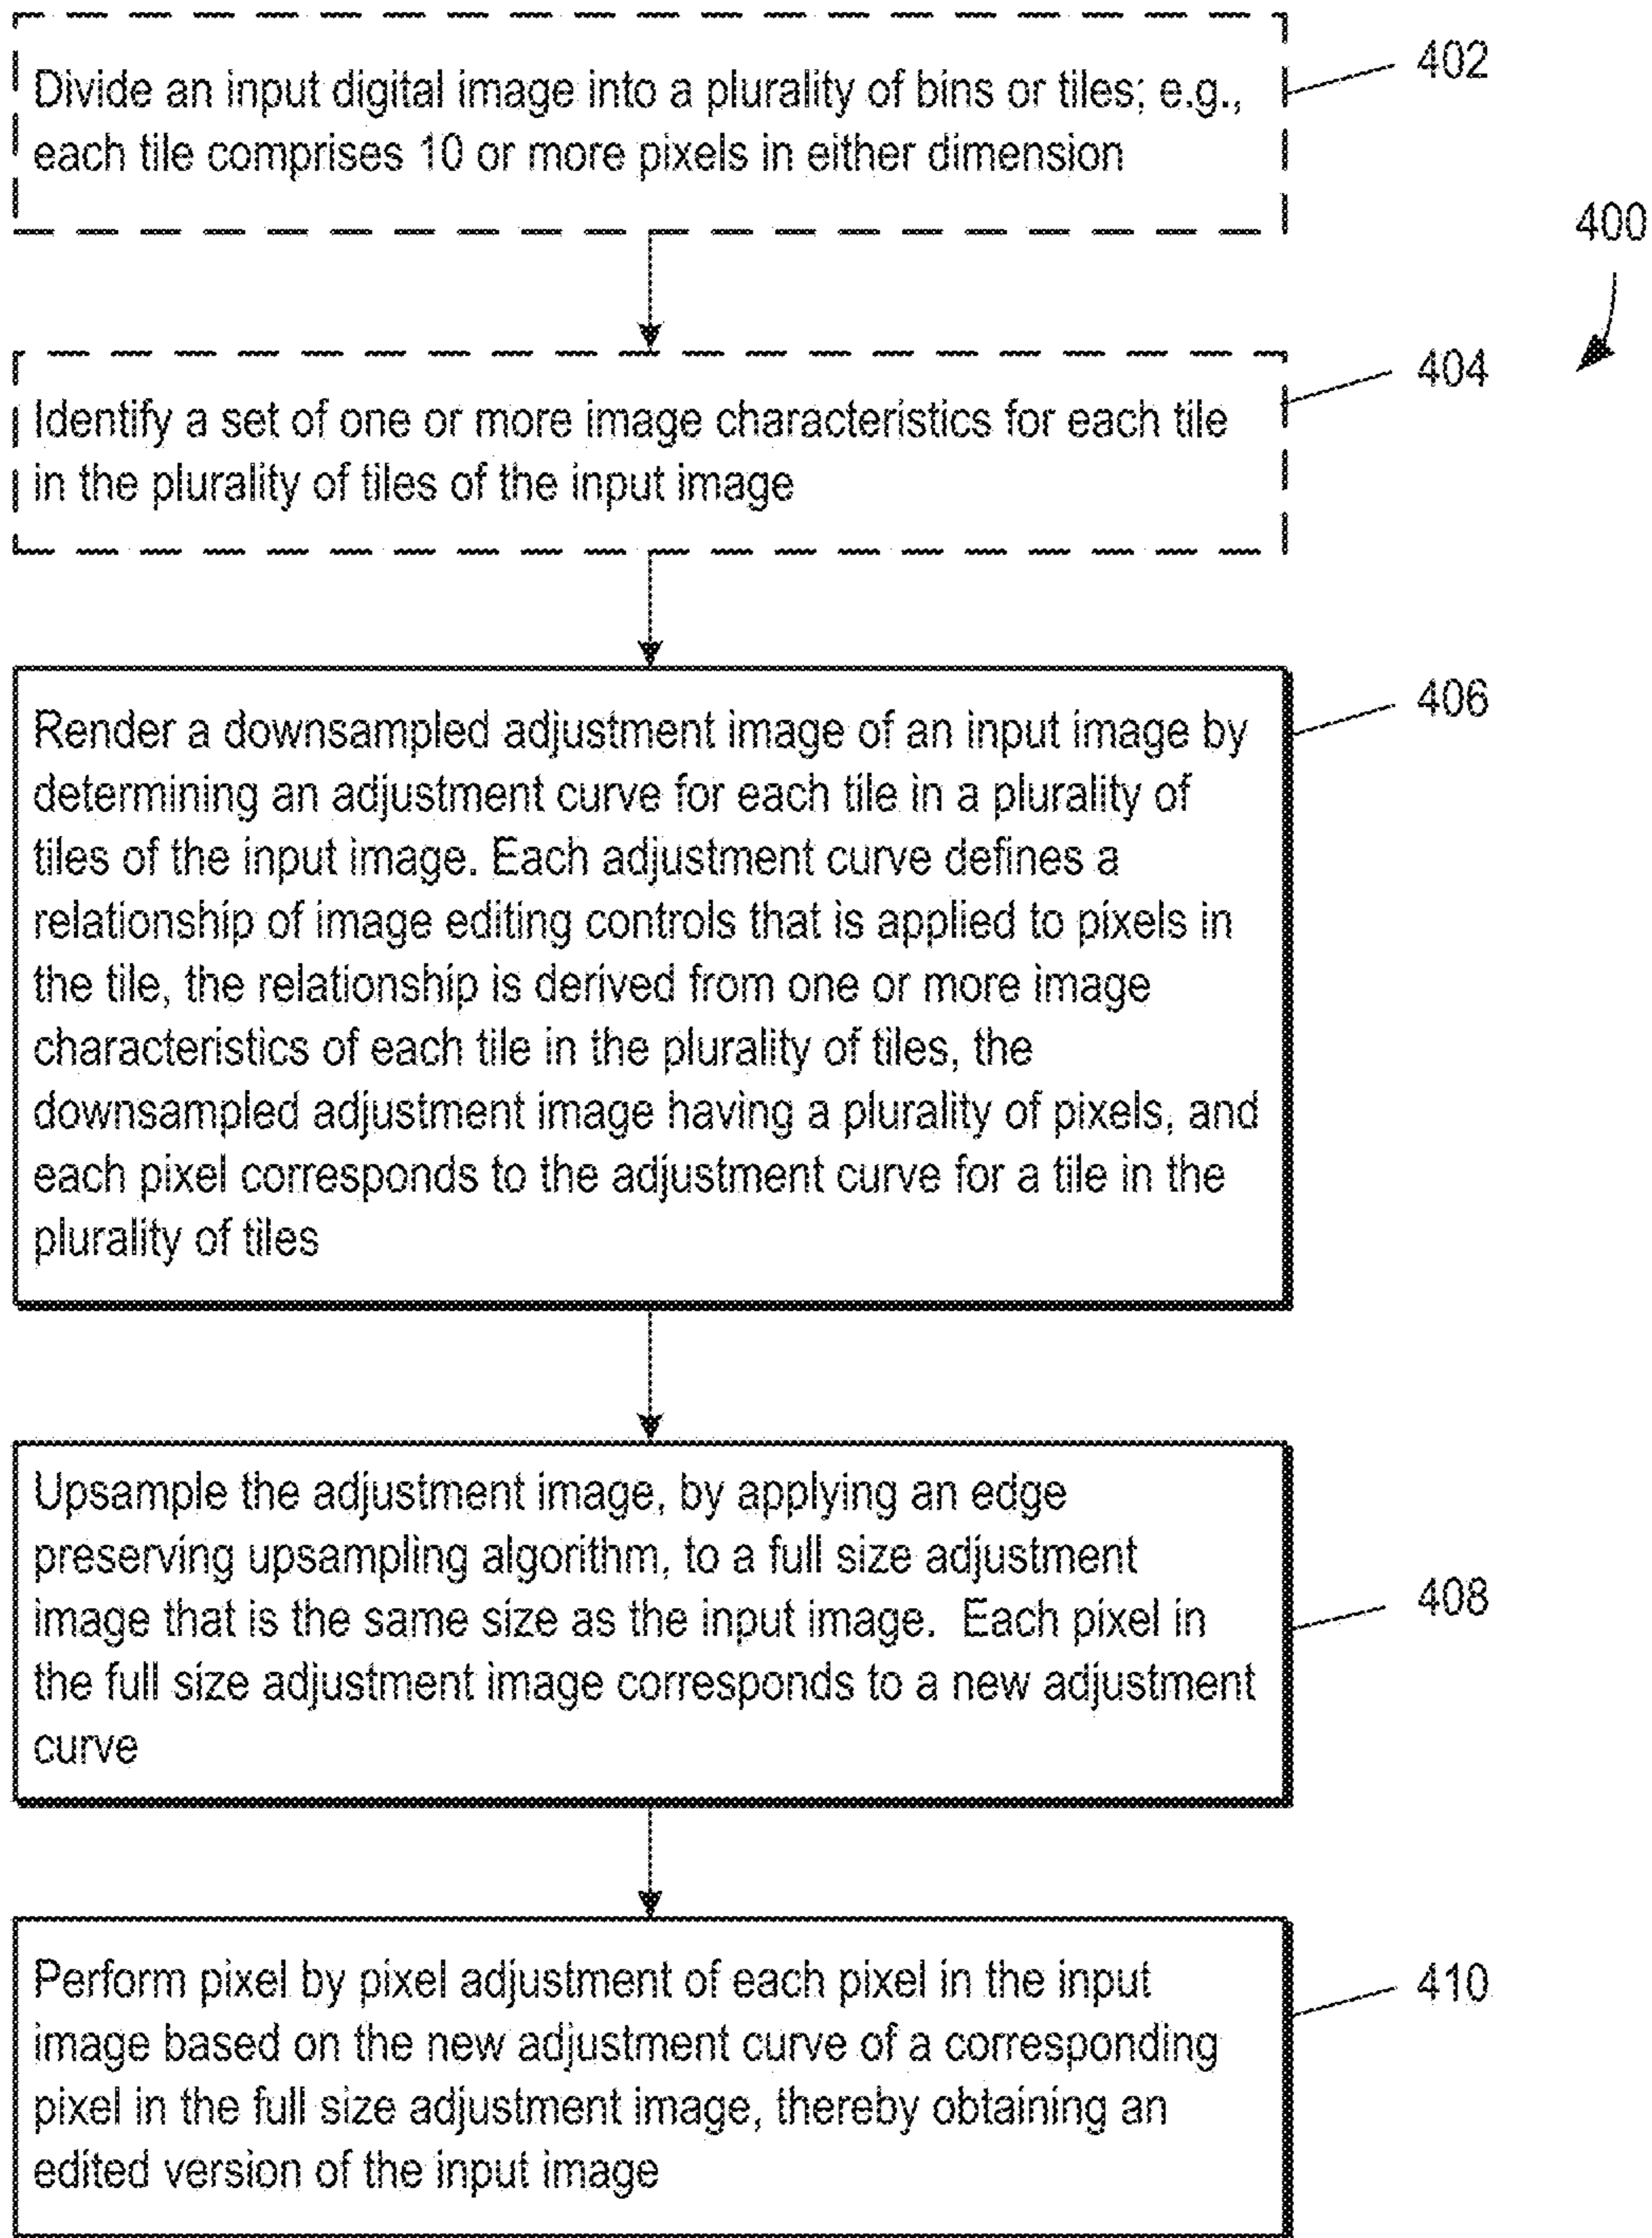 Divide an input digital image into a plurality of bins or tiles; e.g.,
each tile comprises 10 or more pixels in either dimension
402
400
Identify a set of one or more image characteristics for each tile
in the plurality of tiles of the input image
404
Render a downsampled adjustment image of an input image by
determining an adjustment curve for each tile in a plurality of
tiles of the input image. Each adjustment curve defines a
relationship of image editing controls that is applied to pixels in
the tile, the relationship is derived from one or more image
characteristics of each tile in the plurality of tiles, the
downsampled adjustment image having a plurality of pixels, and
each pixel corresponds to the adjustment curve for a tile in the
plurality of tiles
406
Upsample the adjustment image, by applying an edge
preserving upsampling algorithm, to a full size adjustment
image that is the same size as the input image. Each pixel in
the full size adjustment image corresponds to a new adjustment
curve
408
Perform pixel by pixel adjustment of each pixel in the input
image based on the new adjustment curve of a corresponding
pixel in the full size adjustment image, thereby obtaining an
edited version of the input image
410